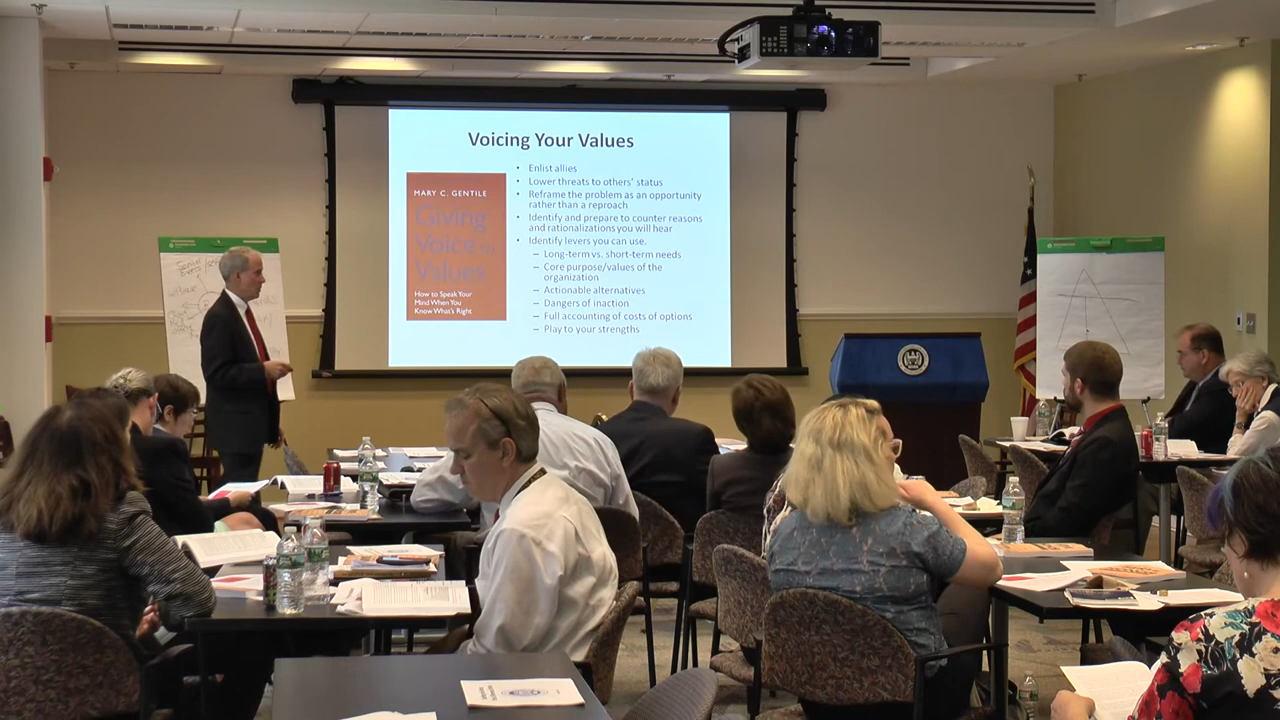 Voicing Your Values
MARY C. GENTILE
Giving
Voice to
Values
How to Speak Your
Mind When You
Know What's Right
• Enlist allies
• Lower threats to others' status
• Reframe the problem as an opportunity
rather than a reproach
• Identify and prepare to counter reasons
and rationalizations you will hear
• Identify levers you can use.
– Long-term vs. short-term needs
– Core purpose/values of the
organization
– Actionable alternatives
– Dangers of inaction
– Full accounting of costs of options
– Play to your strengths